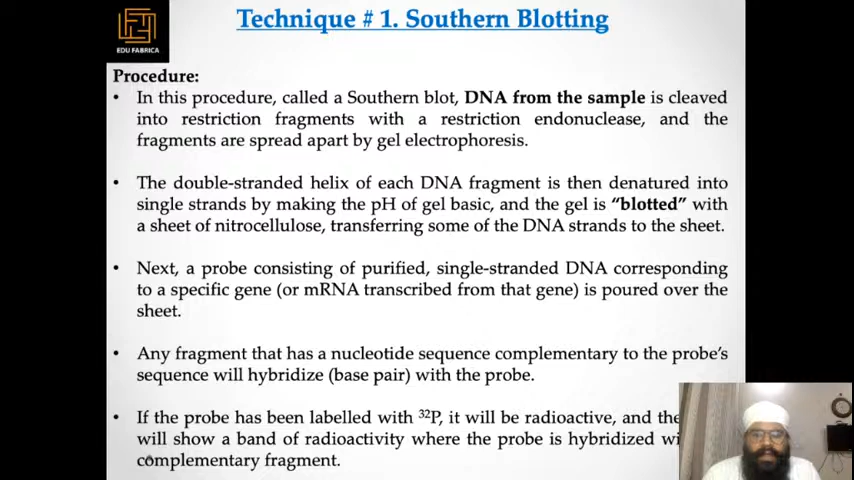 Technique # 1. Southern Blotting
EDU FABRICA
Procedure:
• In this procedure, called a Southern blot, DNA from the sample is cleaved
into restriction fragments with a restriction endonuclease, and the
fragments are spread apart by gel electrophoresis.
• The double-stranded helix of each DNA fragment is then denatured into
single strands by making the pH of gel basic, and the gel is “blotted” with
a sheet of nitrocellulose, transferring some of the DNA strands to the sheet.
• Next, a probe consisting of purified, single-stranded DNA corresponding
to a specific gene (or mRNA transcribed from that gene) is poured over the
sheet.
• Any fragment that has a nucleotide sequence complementary to the probe’s
sequence will hybridize (base pair) with the probe.
• If the probe has been labelled with ³²P, it will be radioactive, and the
will show a band of radioactivity where the probe is hybridized
complementary fragment.